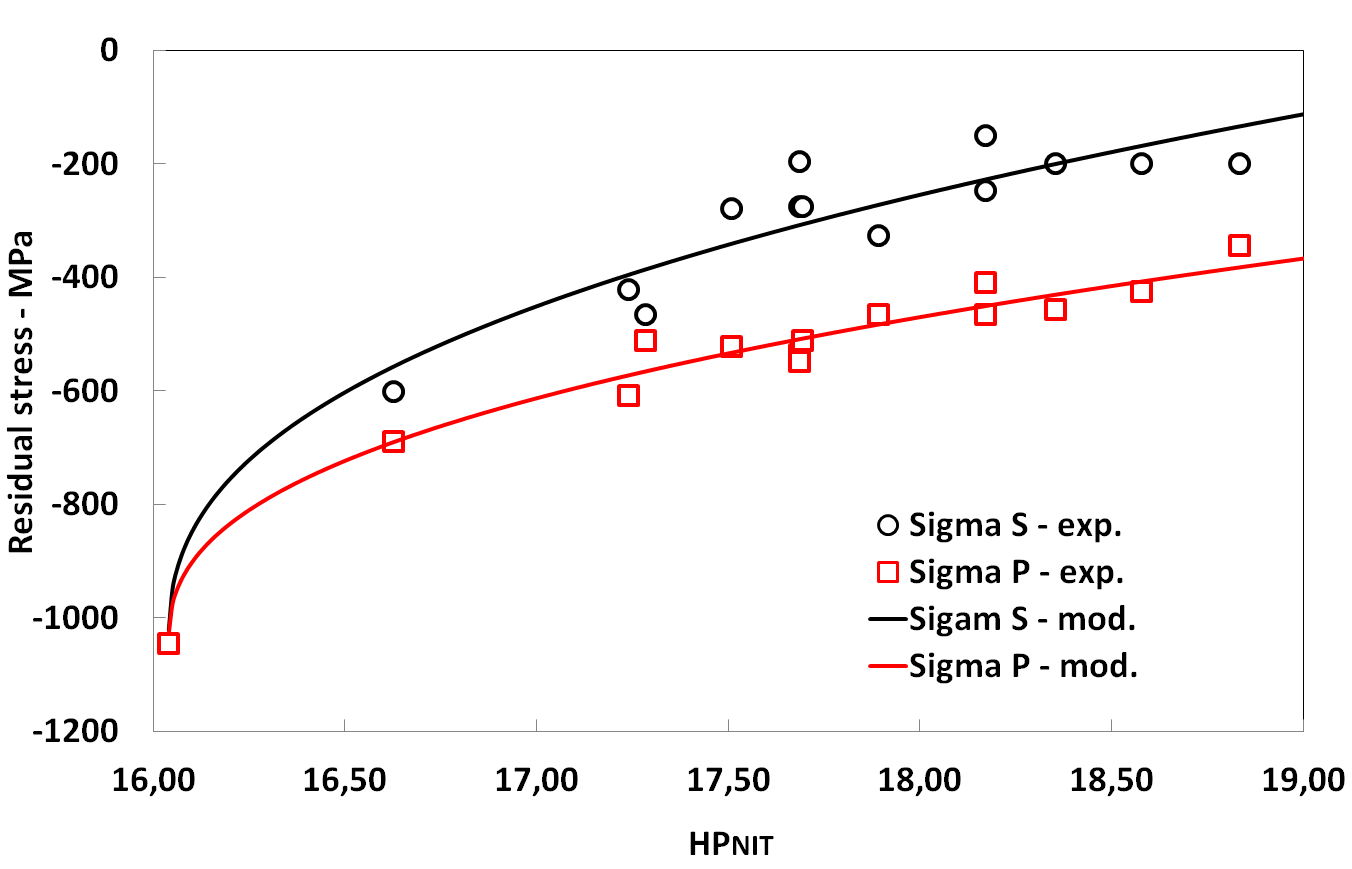 0
-200
-400
-600
-800
-1000
-1200
Residual stress - MPa
16,00 16,50 17,00 17,50 18,00 18,50 19,00
HPNIT
Sigma S - exp.
Sigma P - exp.
Sigam S - mod.
Sigma P - mod.